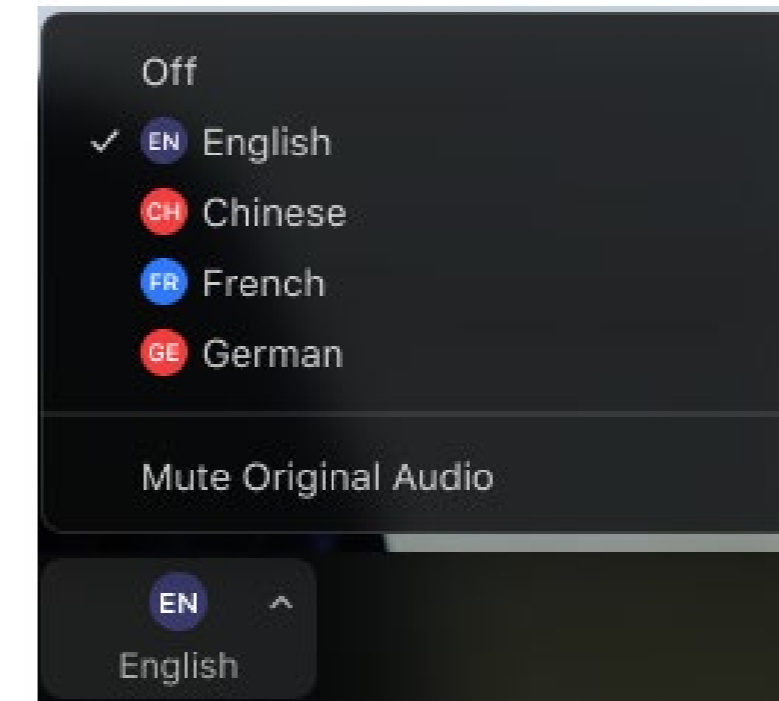 Off
EN English
CH Chinese
FR French
GE German
Mute Original Audio
EN
English